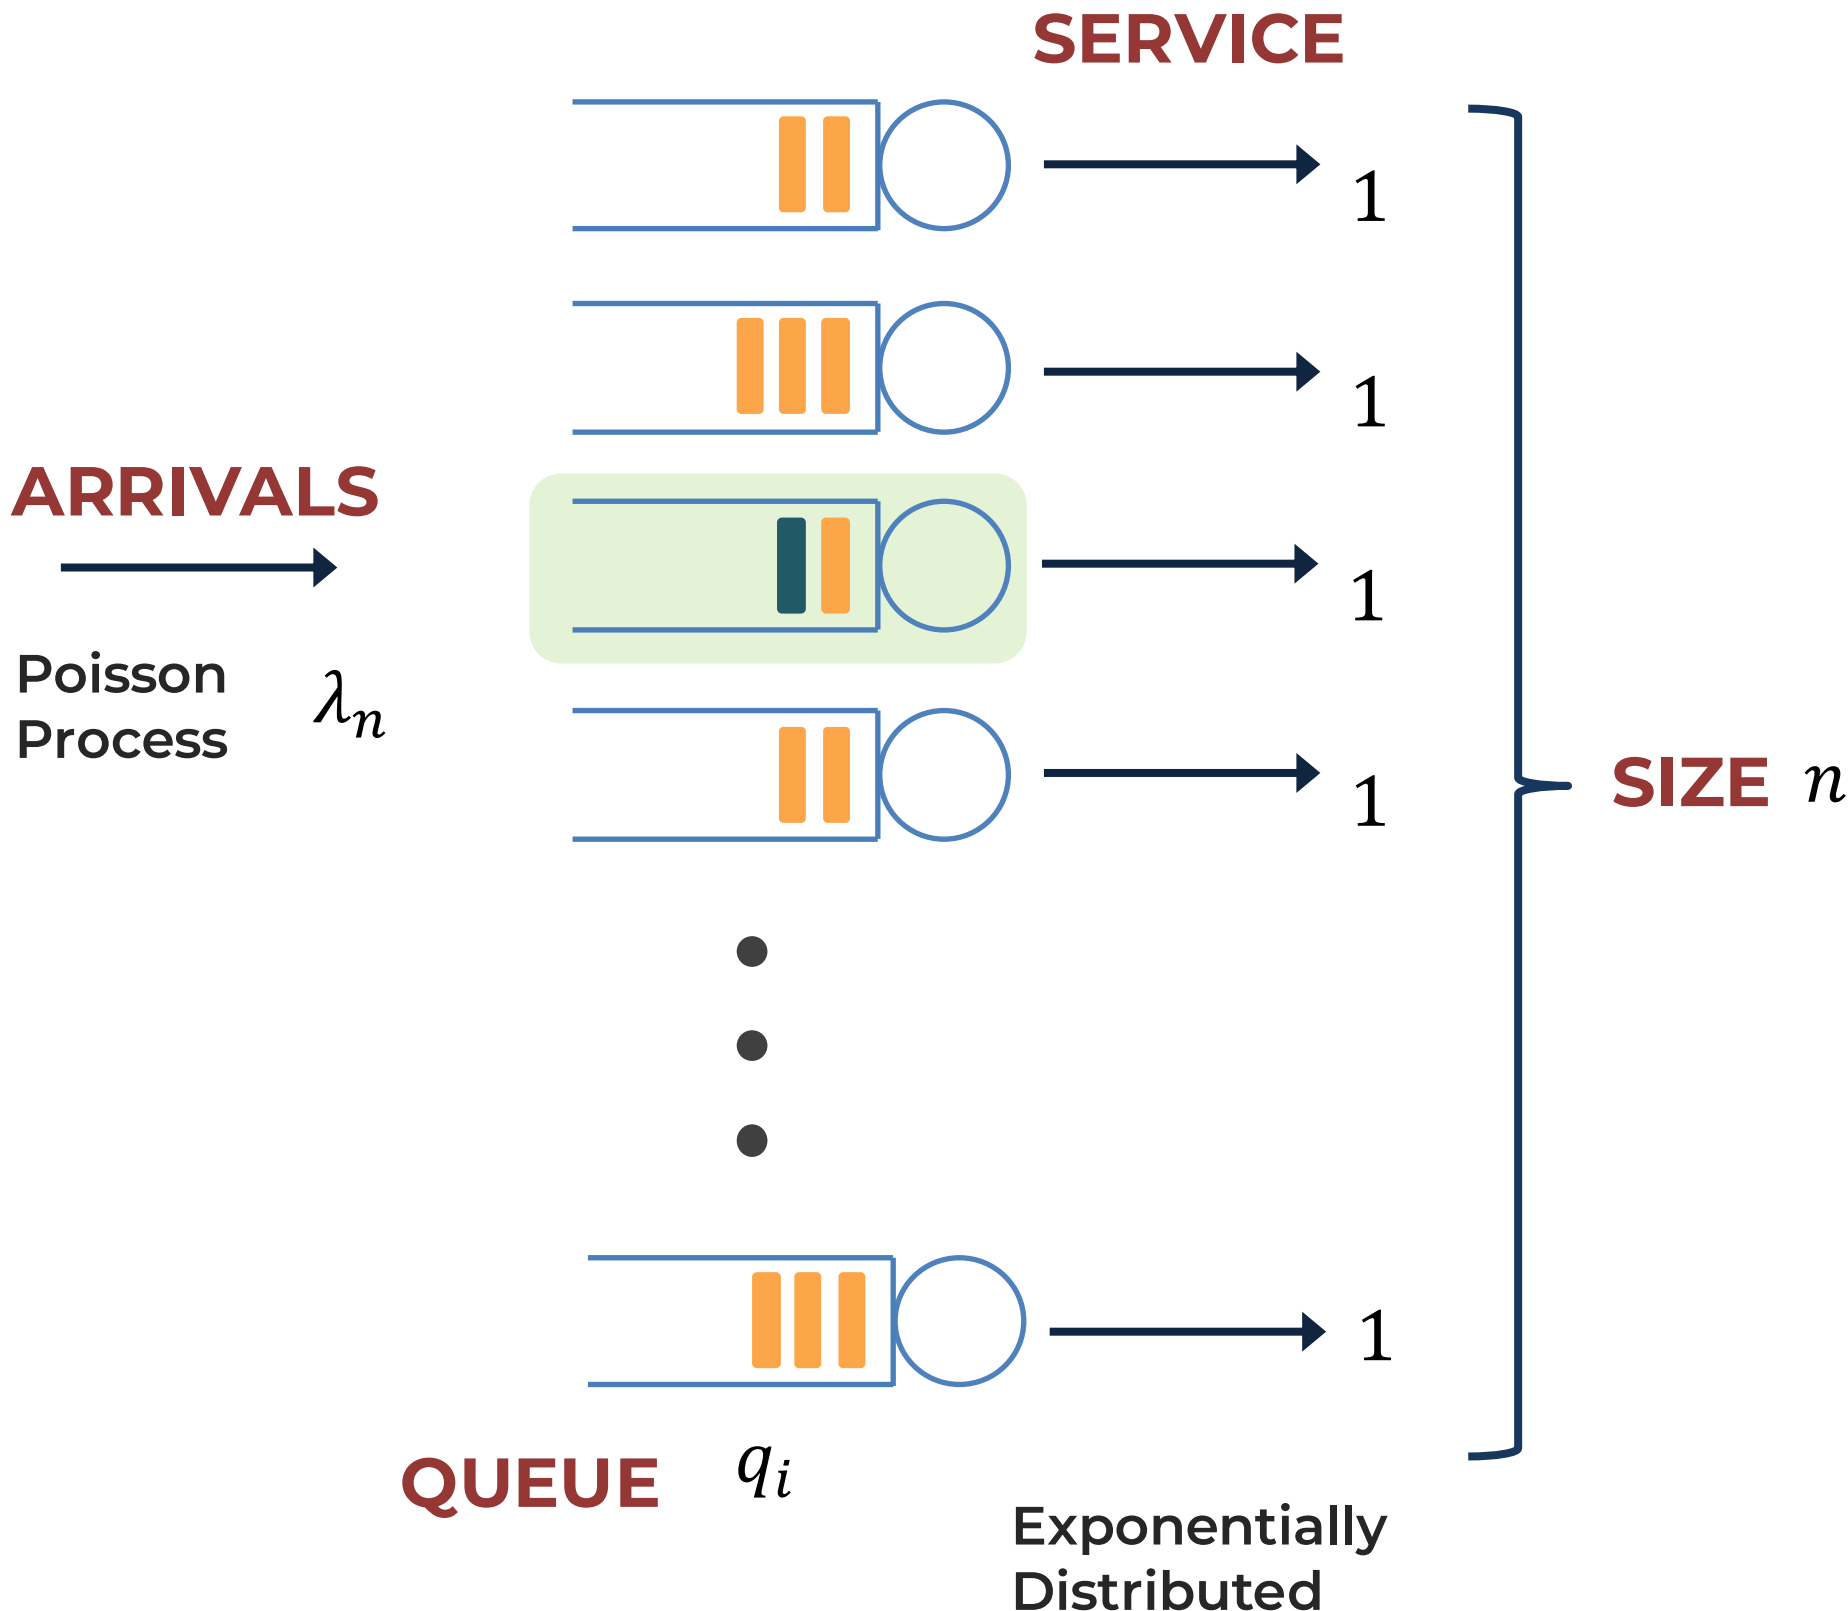 SERVICE
1
1
ARRIVALS
1
Poisson
Process
λₙ
1
SIZE n
1
QUEUE qᵢ
Exponentially
Distributed